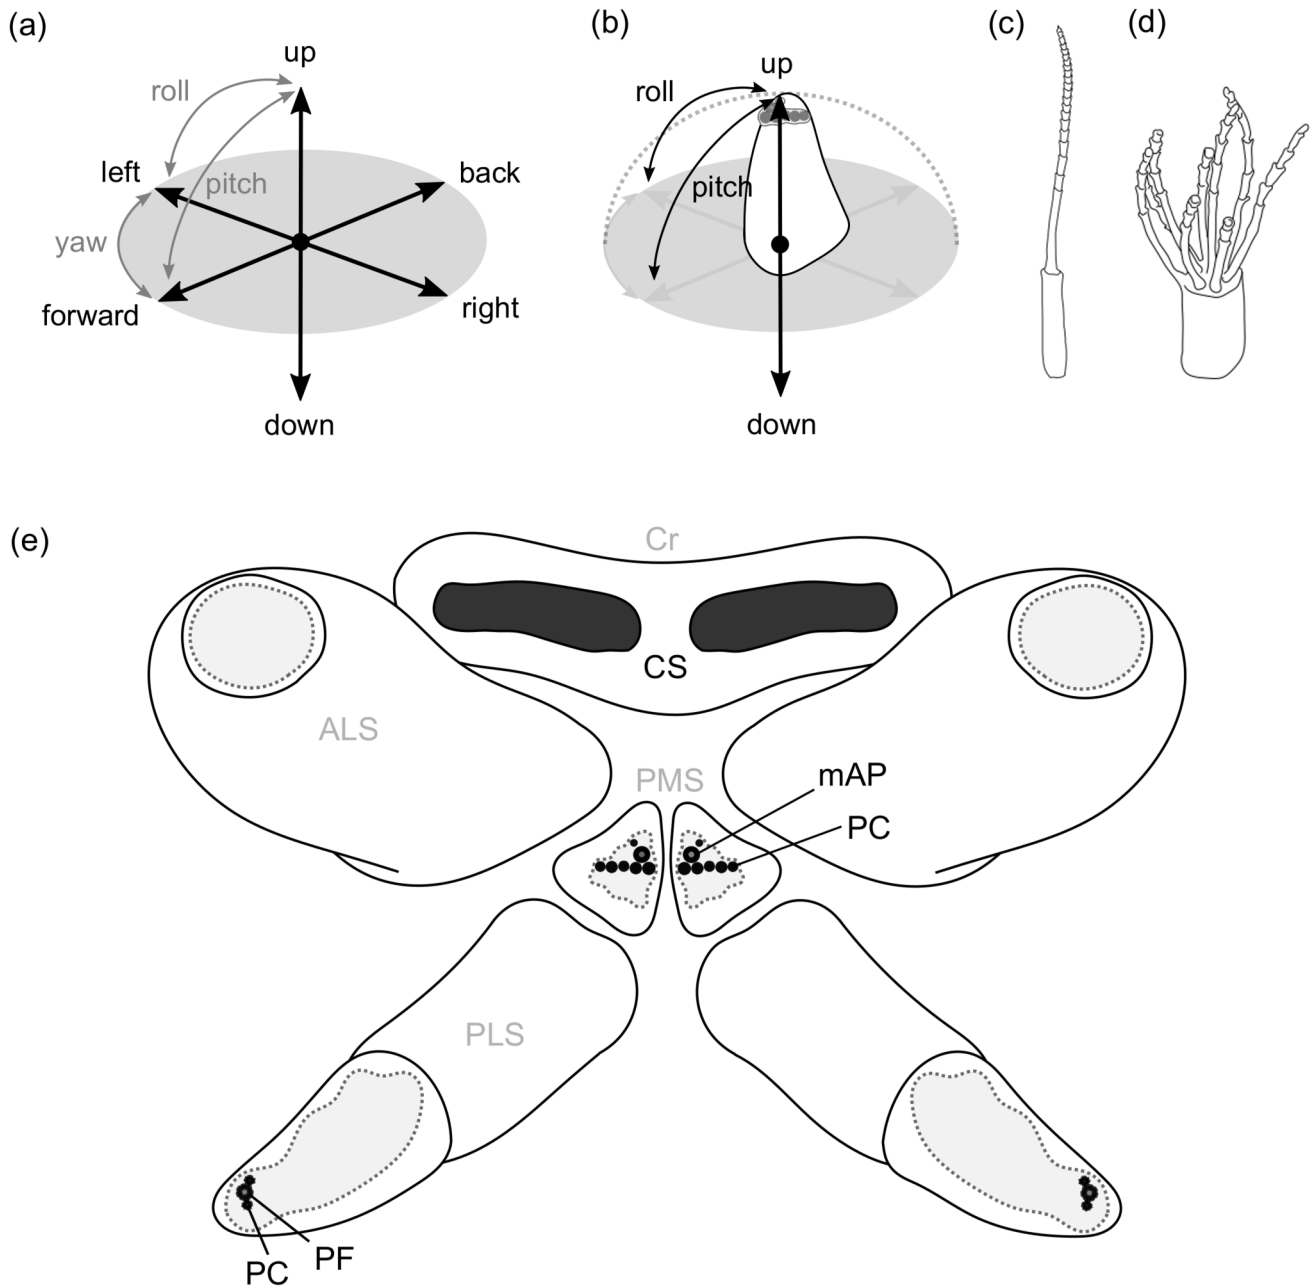 (a)
up
roll
left
pitch
back
yaw
forward
right
down
(b)
up
roll
pitch
down
(c)
(d)
(e)
Cr
CS
ALS
PMS
mAP
PC
PLS
PC
PF